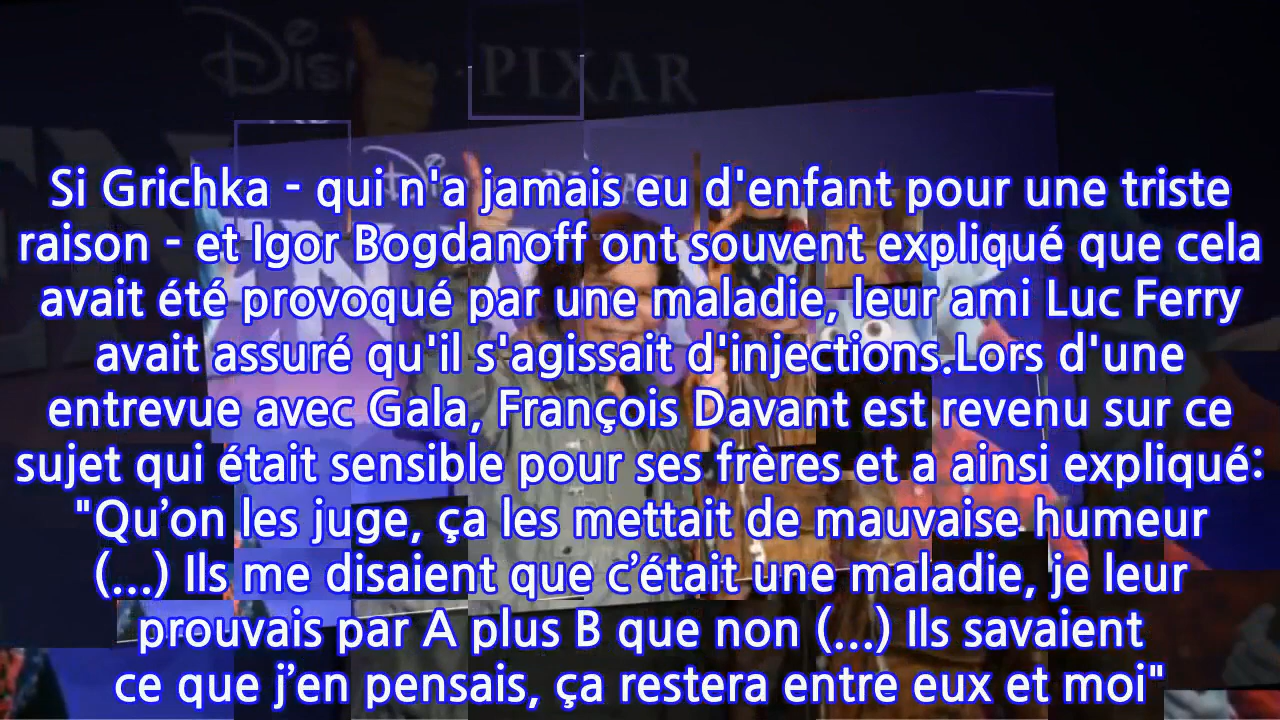 Disney PIXAR
Si Grichka - qui n'a jamais eu d'enfant pour une triste
raison - et Igor Bogdanoff ont souvent expliqué que cela
avait été provoqué par une maladie, leur ami Luc Ferry
avait assuré qu'il s'agissait d'injections.Lors d'une
entrevue avec Gala, François Davant est revenu sur ce
sujet qui était sensible pour ses frères et a ainsi expliqué:
"Qu’on les juge, ça les mettait de mauvaise humeur
(...) Ils me disaient que c’était une maladie, je leur
prouvais par A plus B que non (...) Ils savaient
ce que j’en pensais, ça restera entre eux et moi"